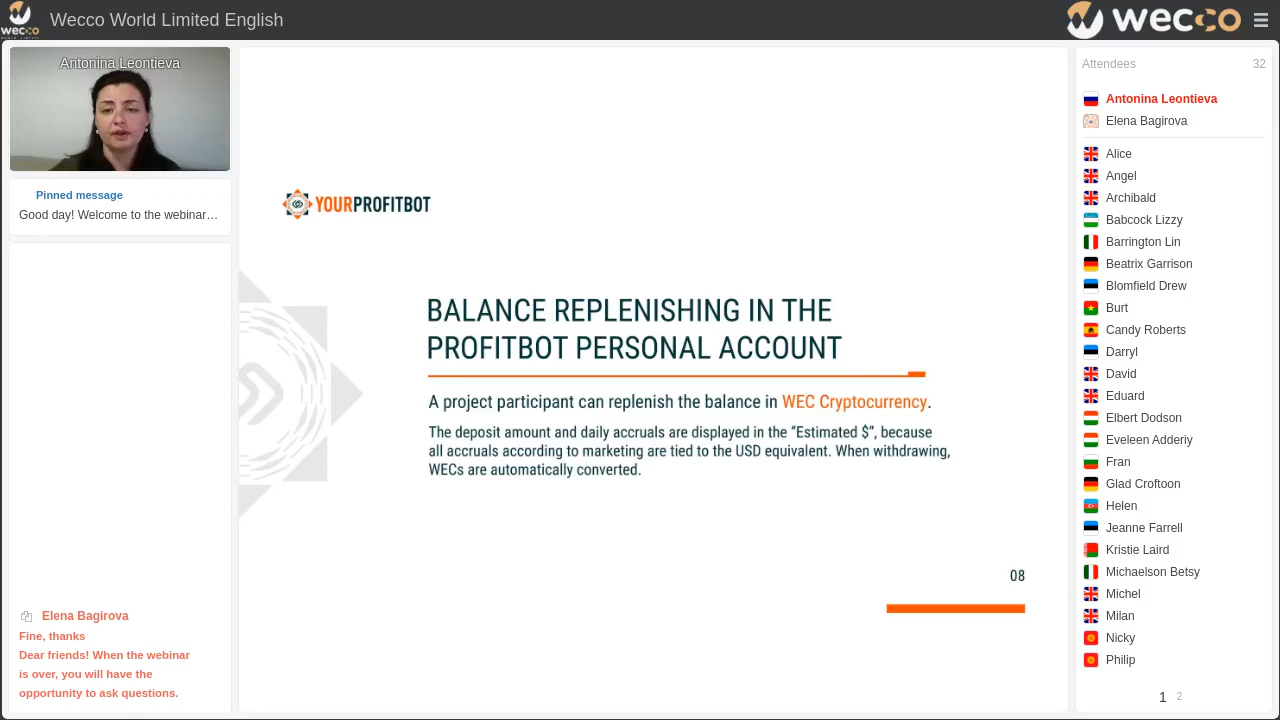 wecco
Wecco World Limited English
wecco
Antonina Leontieva
Pinned message
Good day! Welcome to the webinar…
Elena Bagirova
Fine, thanks
Dear friends! When the webinar
is over, you will have the
opportunity to ask questions.
YOURPROFITBOT
BALANCE REPLENISHING IN THE
PROFITBOT PERSONAL ACCOUNT
A project participant can replenish the balance in WEC Cryptocurrency.
The deposit amount and daily accruals are displayed in the “Estimated $”, because
all accruals according to marketing are tied to the USD equivalent. When withdrawing,
WECs are automatically converted.
08
Attendees 32
Antonina Leontieva
Elena Bagirova
Alice
Angel
Archibald
Babcock Lizzy
Barrington Lin
Beatrix Garrison
Blomfield Drew
Burt
Candy Roberts
Darryl
David
Eduard
Elbert Dodson
Eveleen Adderiy
Fran
Glad Croftoon
Helen
Jeanne Farrell
Kristie Laird
Michaelson Betsy
Michel
Milan
Nicky
Philip
1 2